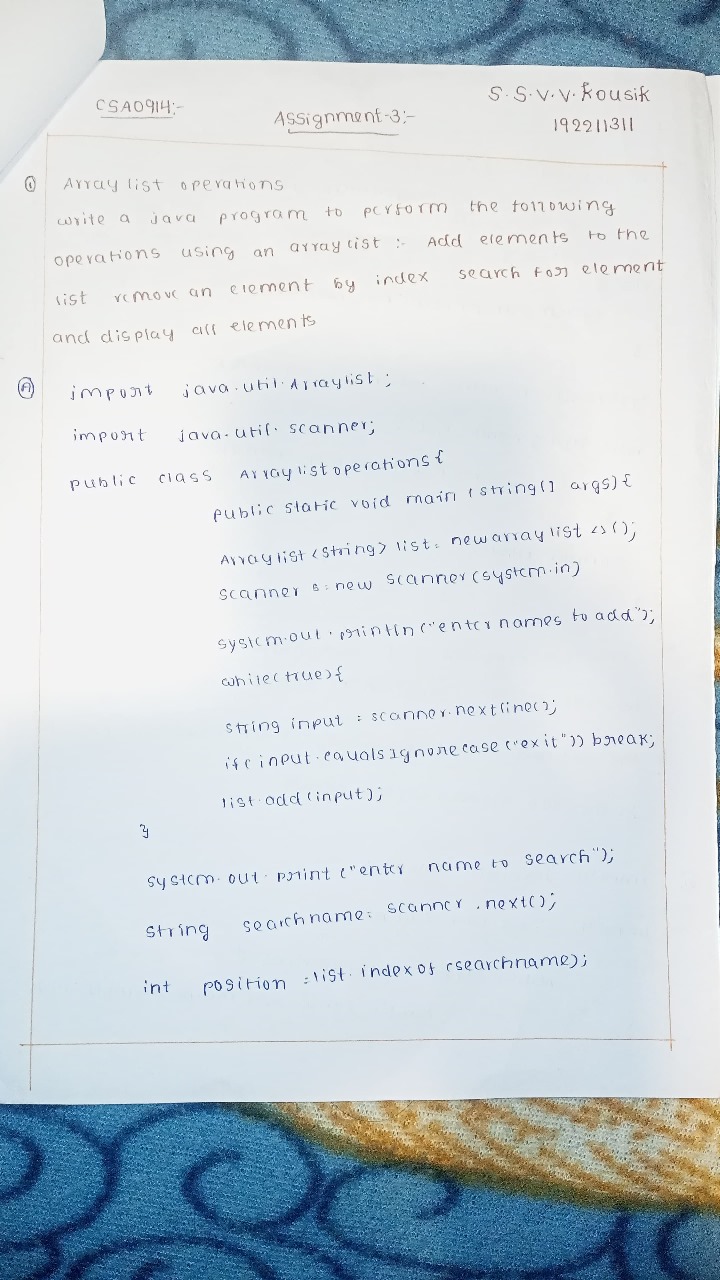 CSA0914:-
Assignment-3:-
S.S.V.V.Kousik
192211311
① Array list operations
write a java program to perform the following
operations using an array list :- Add elements to the
list remove an element by index search for element
and display all elements
Ⓐ import java.util.Arraylist ;
import java.util.scanner;
public class Arraylistoperations {
public static void main (string[] args) {
Arraylist <string> list= new arraylist <>();
scanner s= new scanner (system.in)
system.out.println ("enter names to add");
while(true) {
string input = scanner.nextline();
if( input.equalsIgnorecase ("exit")) break;
list.add (input);
}
system.out.print ("enter name to search");
string searchname= scanner .next();
int position =list.indexof (searchname);